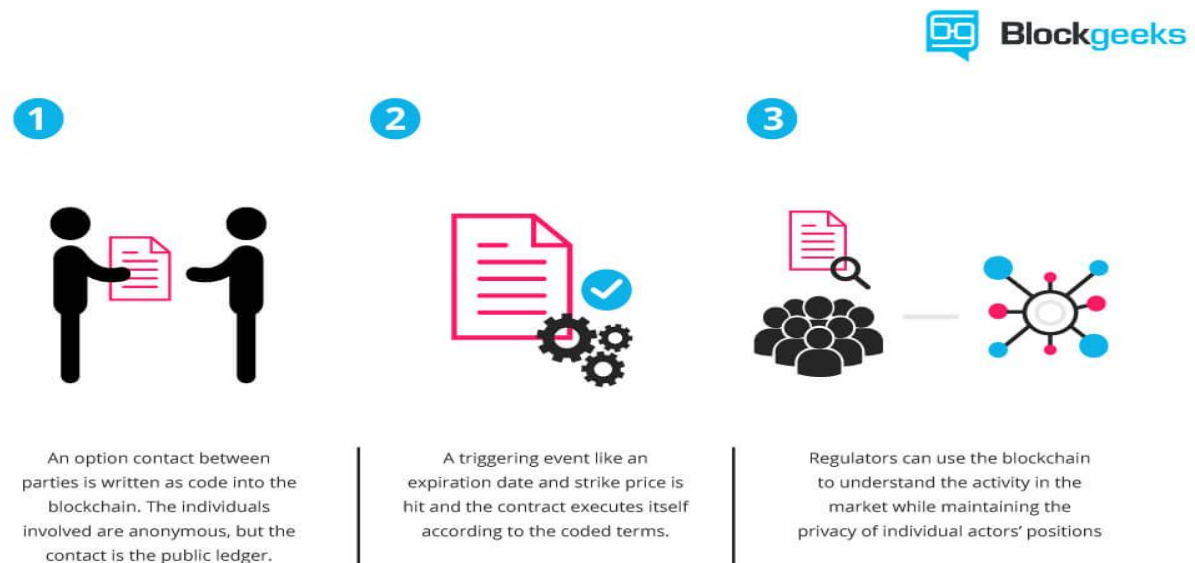 Blockgeeks
1
2
3
An option contact between
parties is written as code into the
blockchain. The individuals
involved are anonymous, but the
contact is the public ledger.
A triggering event like an
expiration date and strike price is
hit and the contract executes itself
according to the coded terms.
Regulators can use the blockchain
to understand the activity in the
market while maintaining the
privacy of individual actors’ positions